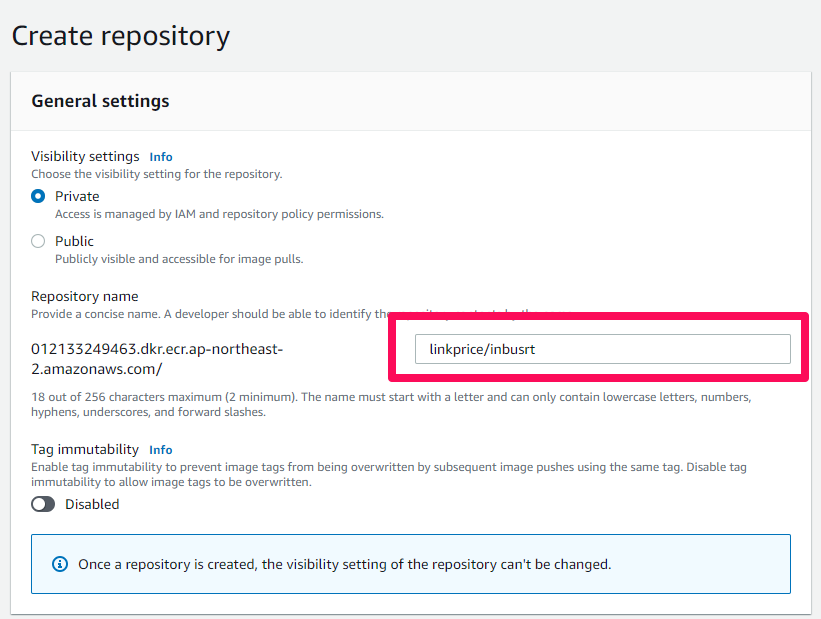 Create repository
General settings
Visibility settings Info
Choose the visibility setting for the repository.
Private
Access is managed by IAM and repository policy permissions.
Public
Publicly visible and accessible for image pulls.
Repository name
Provide a concise name. A developer should be able to identify the
012133249463.dkr.ecr.ap-northeast-
2.amazonaws.com/
linkprice/inbusrt
18 out of 256 characters maximum (2 minimum). The name must start with a letter and can only contain lowercase letters, numbers,
hyphens, underscores, and forward slashes.
Tag immutability Info
Enable tag immutability to prevent image tags from being overwritten by subsequent image pushes using the same tag. Disable tag
immutability to allow image tags to be overwritten.
Disabled
Once a repository is created, the visibility setting of the repository can't be changed.